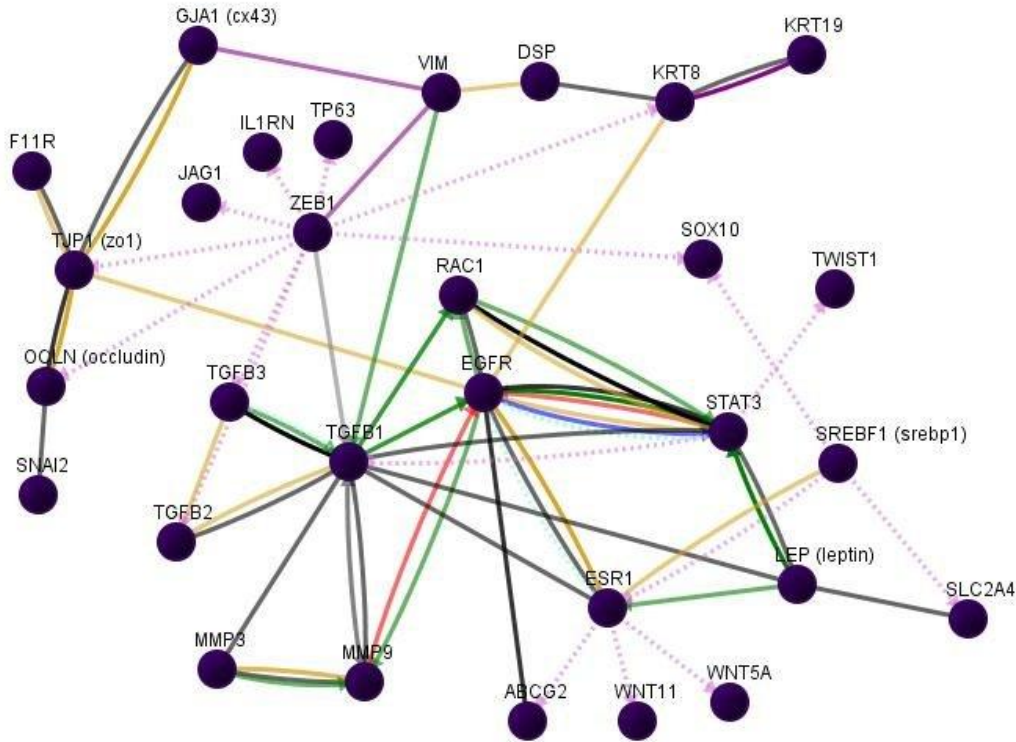 GJA1 (cx43)
KRT19
VIM
DSP
KRT8
TP63
IL1RN
F11R
JAG1
ZEB1
TJP1 (zo1)
SOX10
TWIST1
RAC1
OCLN (occludin)
TGFB3
EGFR
STAT3
TGFB1
SREBF1 (srebp1)
SNAI2
TGFB2
LEP (leptin)
ESR1
SLC2A4
MMP3
MMP9
WNT5A
ABCG2
WNT11